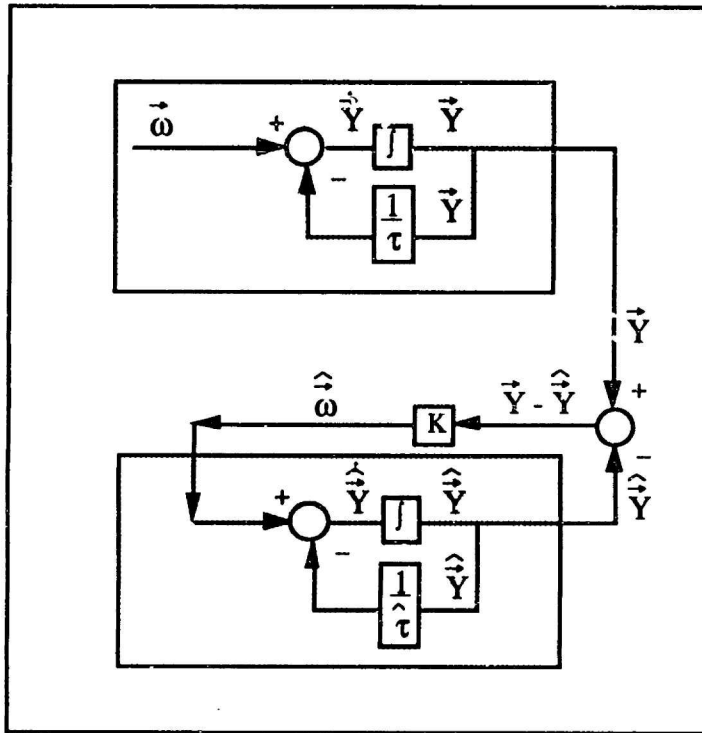 ω⃗ + Ẏ⃗ ∫ Y⃗
-
1/τ Y⃗
Y⃗
+
ω̂⃗ K Y⃗ - Ŷ⃗
-
Ŷ⃗
+ Ŷ⃗̇ ∫ Ŷ⃗
-
1/τ̂ Ŷ⃗